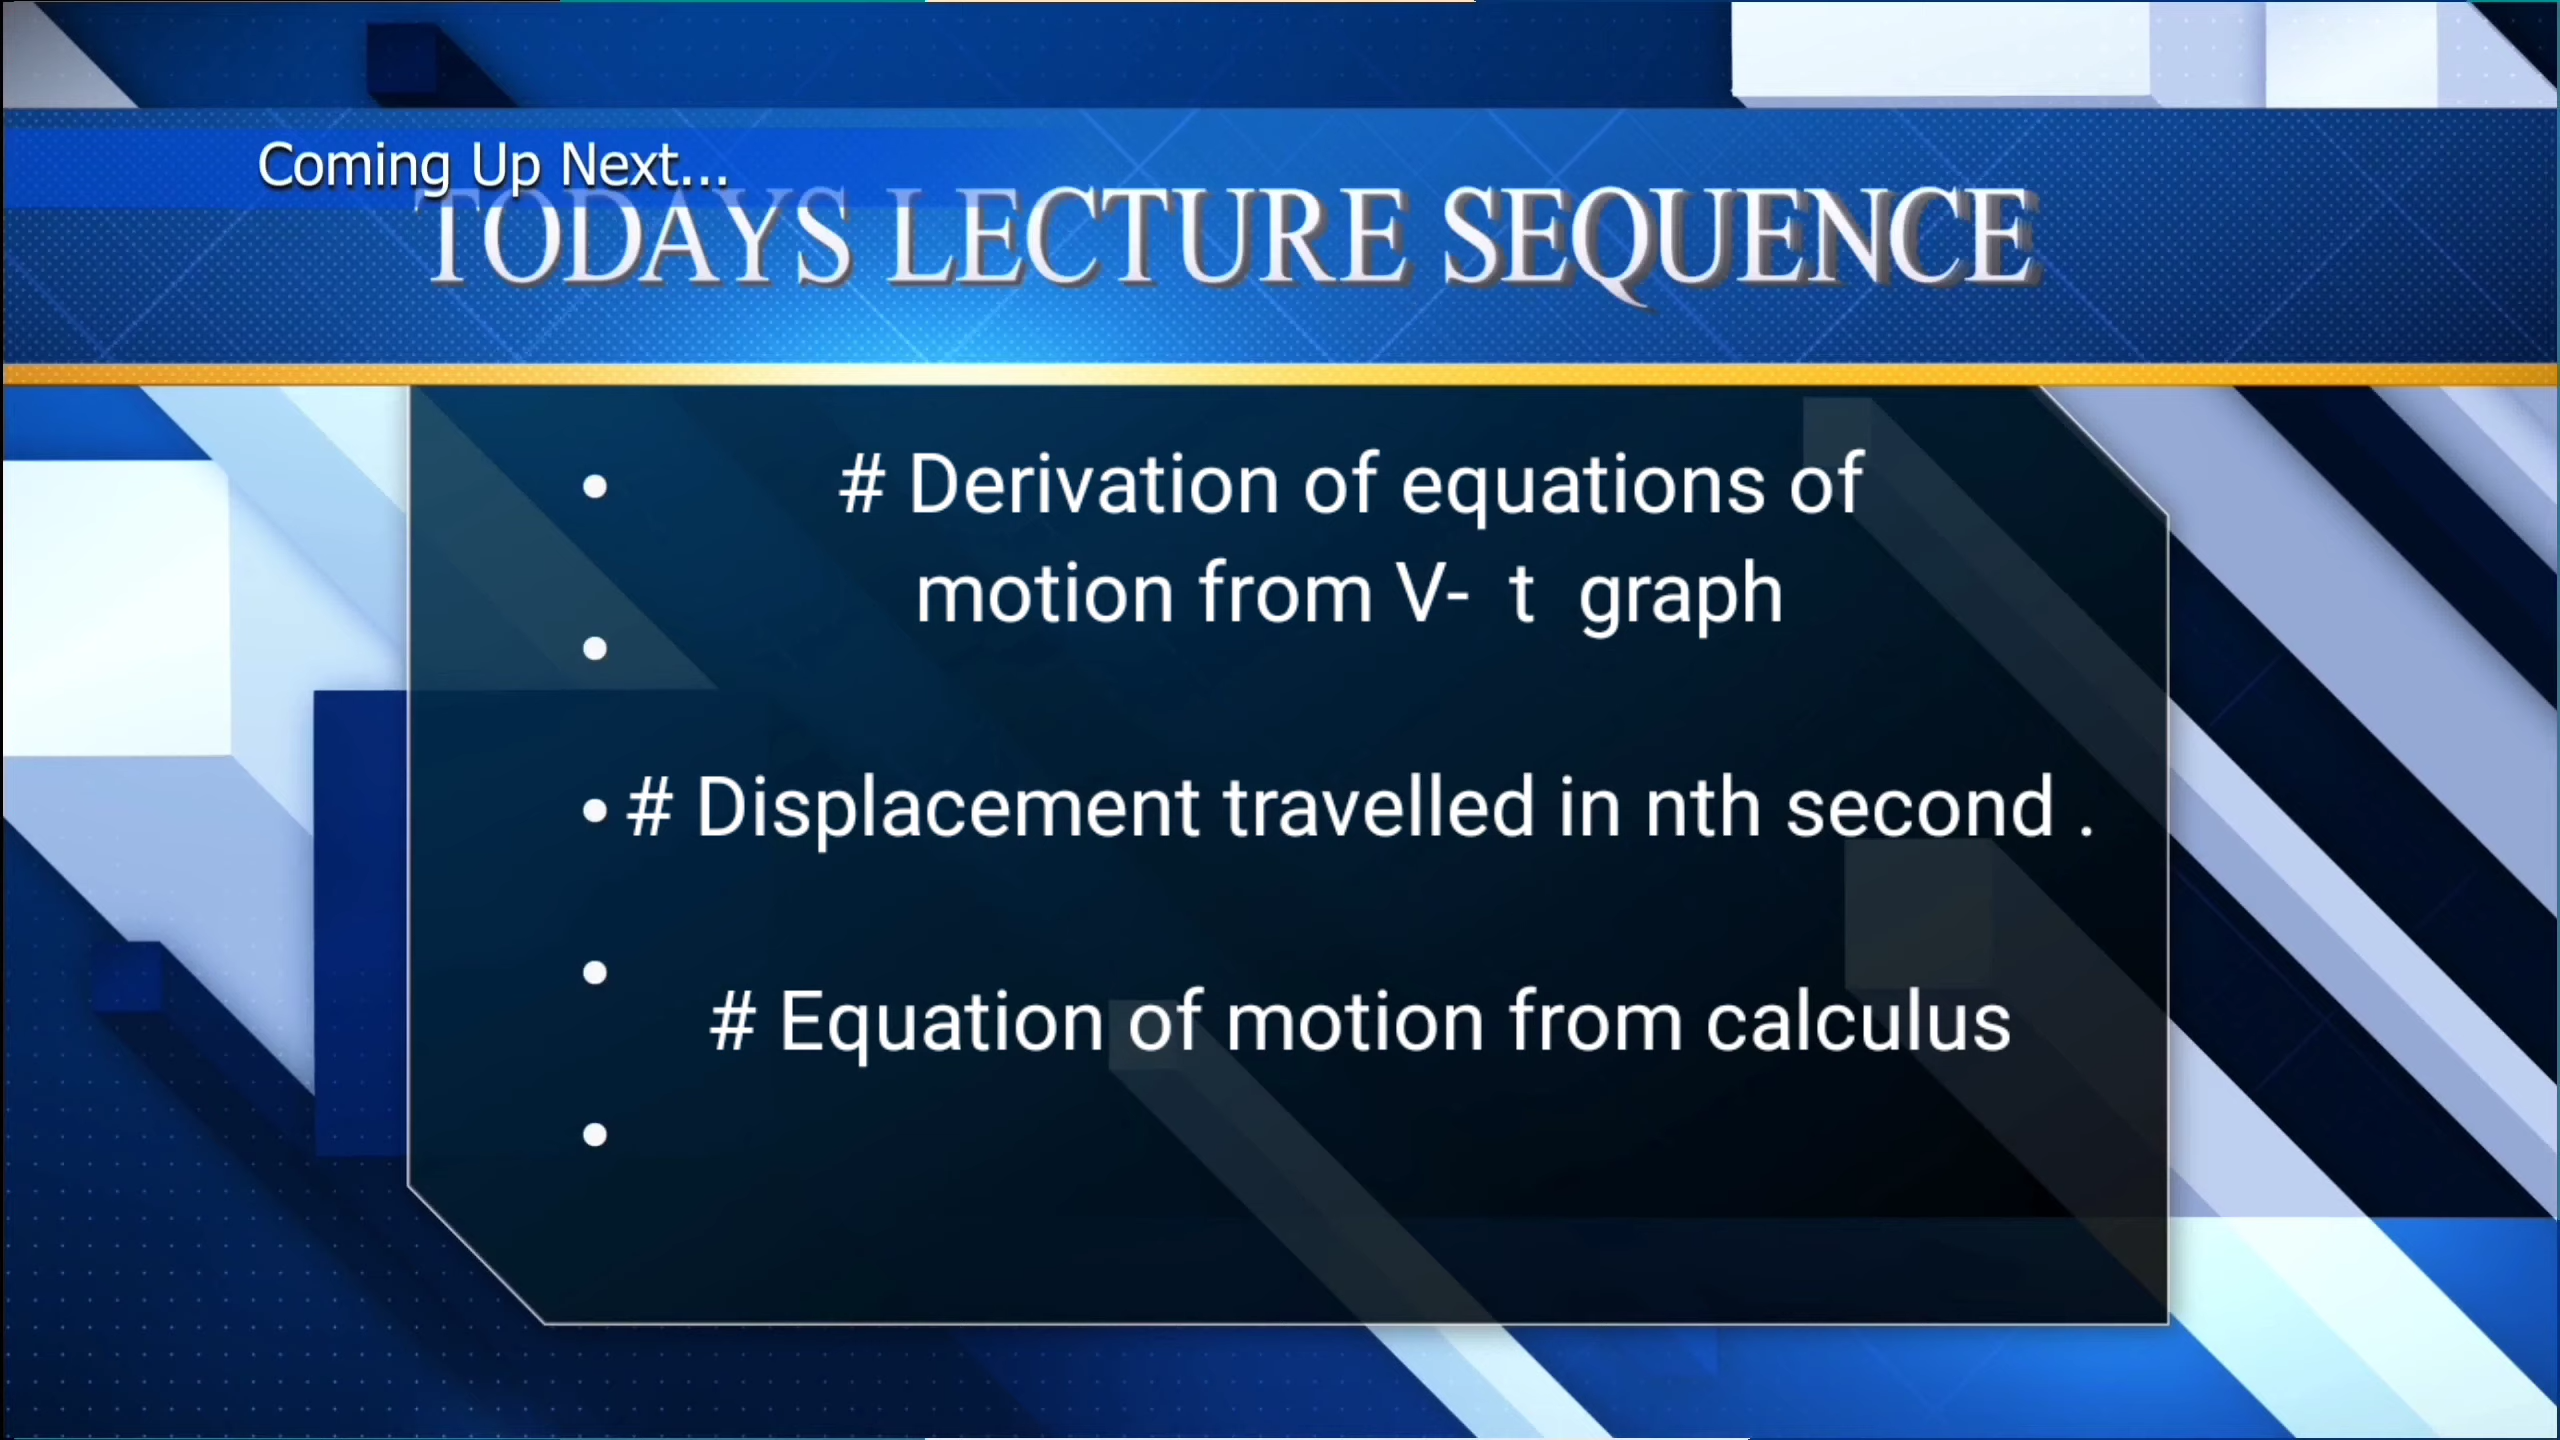 Coming Up Next...
TODAYS LECTURE SEQUENCE
• # Derivation of equations of
motion from V- t graph
•
• # Displacement travelled in nth second .
•
# Equation of motion from calculus
•